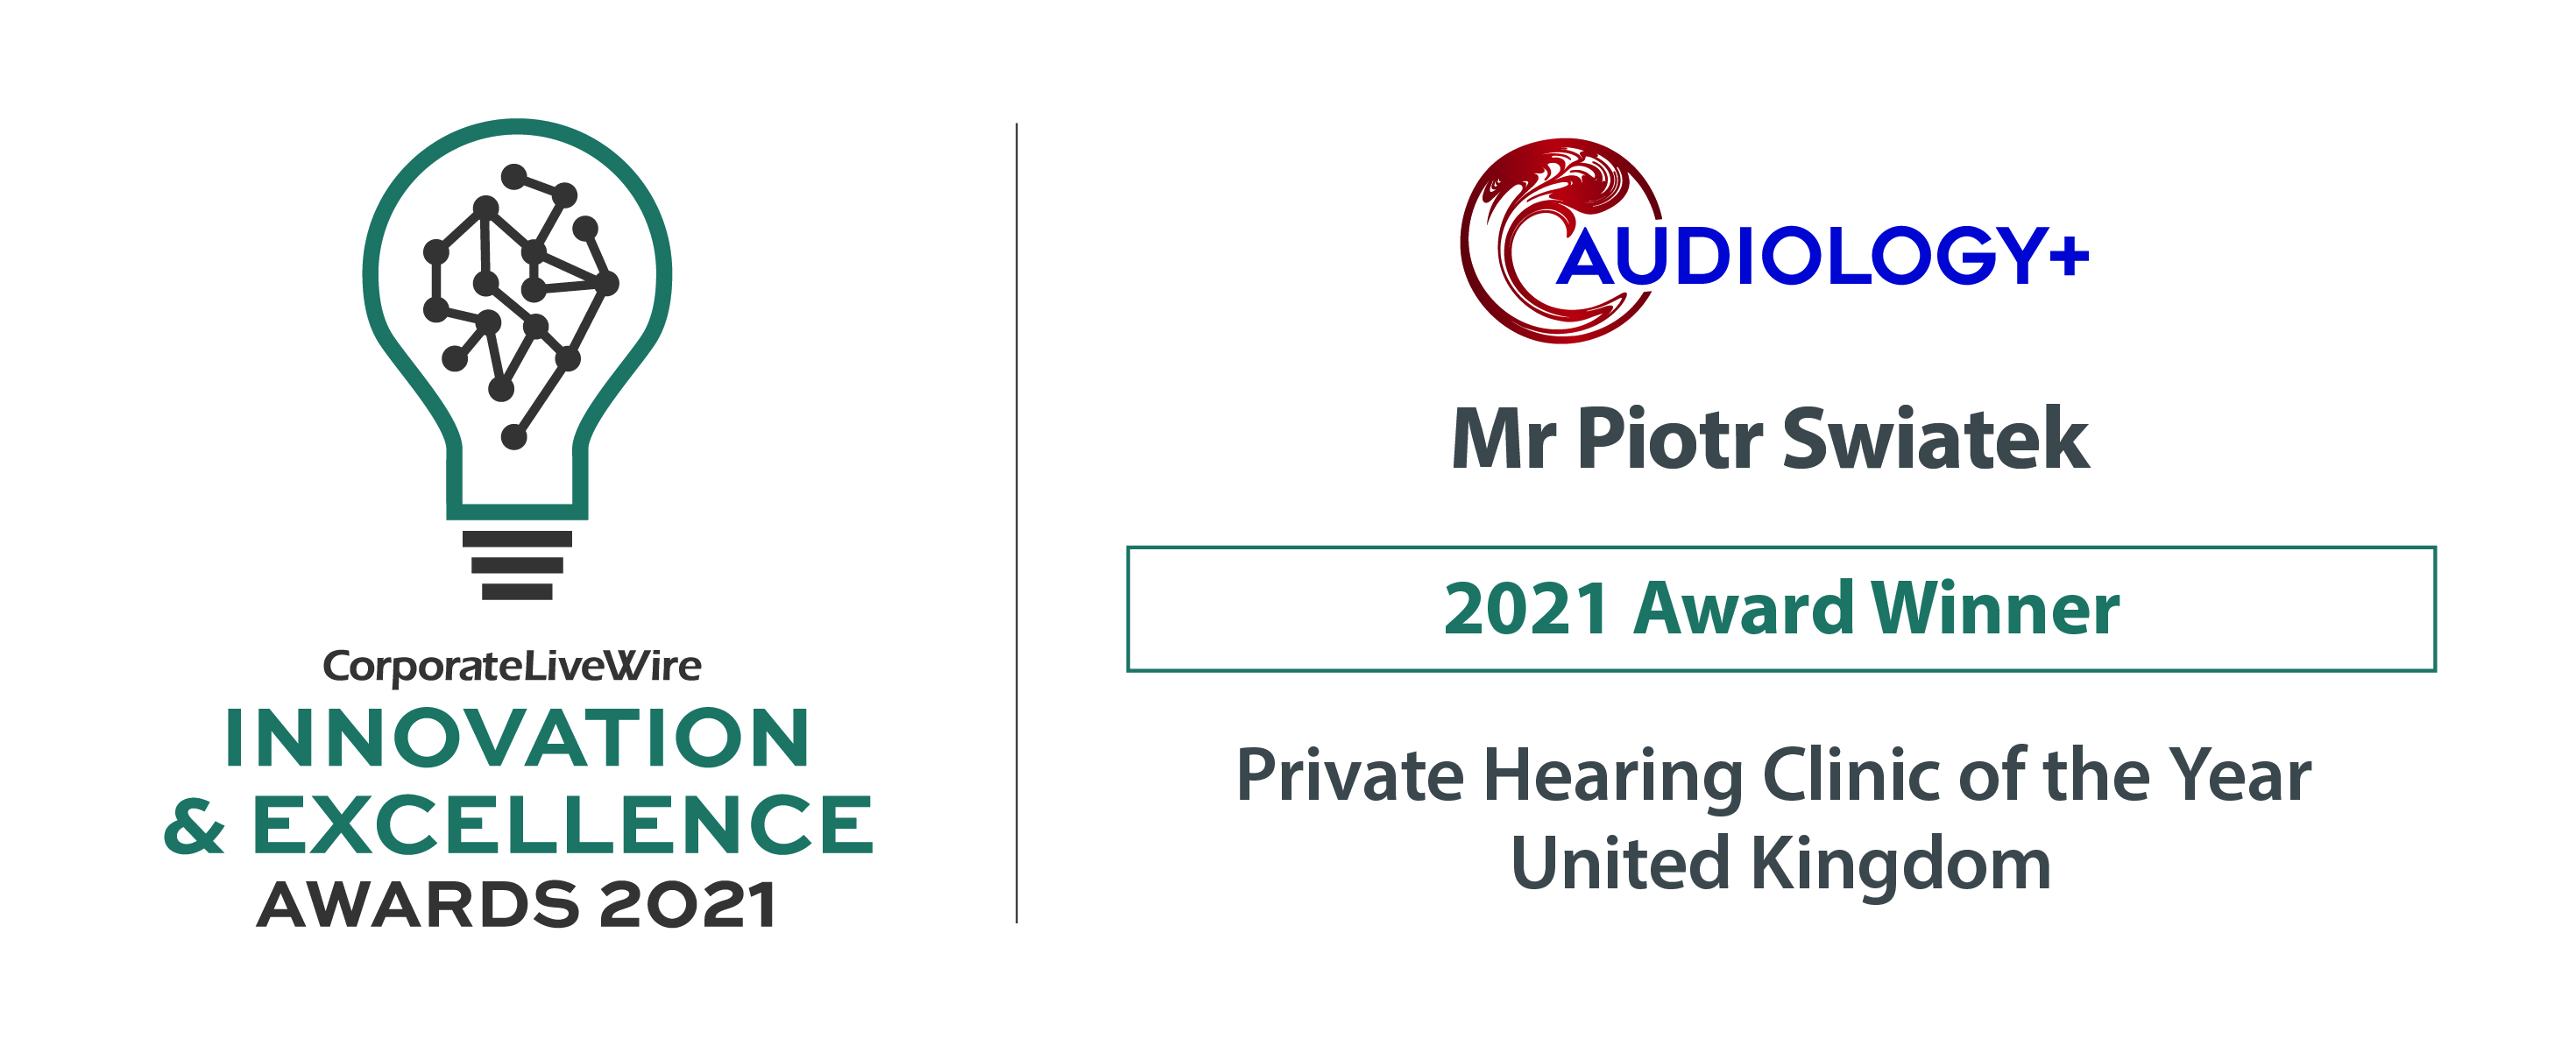 CorporateLiveWire
INNOVATION
& EXCELLENCE
AWARDS 2021
AUDIOLOGY+
Mr Piotr Swiatek
2021 Award Winner
Private Hearing Clinic of the Year
United Kingdom